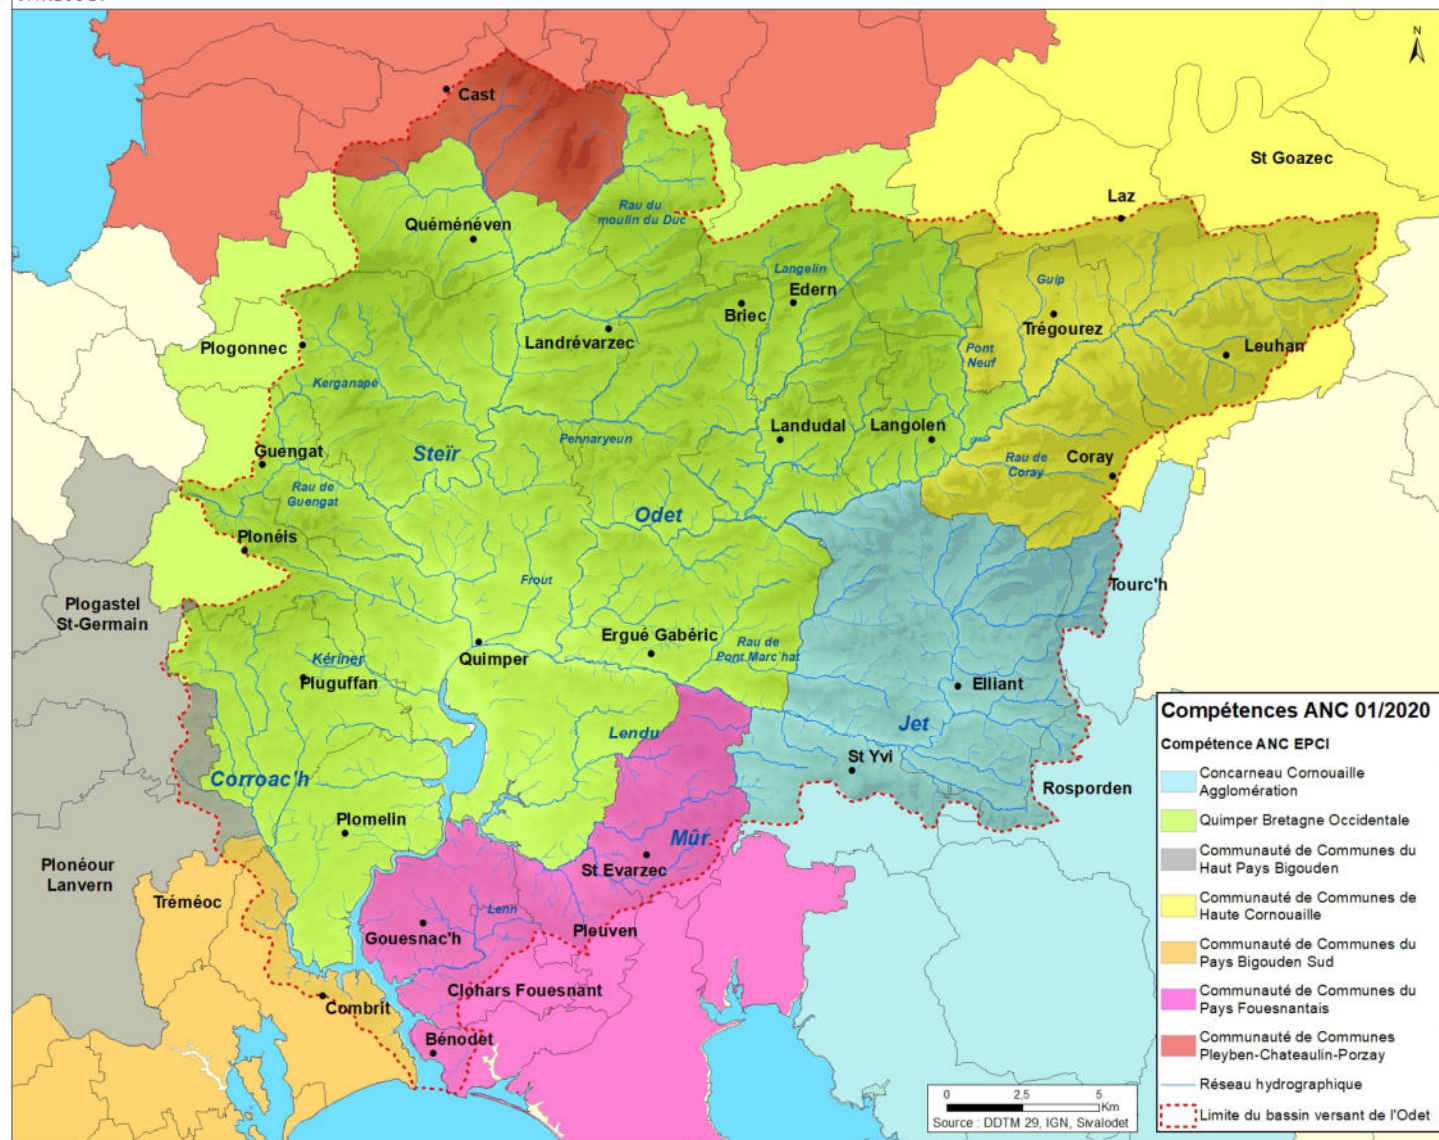 N
Cast
St Goazec
Laz
Rau du
moulin du Duc
Quéménéven
Langelin
Guip
Edern
Briec
Trégourez
Landrévarzec
Plogonnec
Pont
Neuf
Leuhan
Kerganapé
Landudal
Langolen
Pennaryeun
Steïr
Guengat
Coray
Rau de
Coray
Rau de
Guengat
Odet
Plonéis
Frout
Tourc'h
Plogastel
St-Germain
Ergué Gabéric
Rau de
Pont Marc'hat
Quimper
Kériner
Pluguffan
Elliant
Lendu
Jet
St Yvi
Corroac'h
Rosporden
Plomelin
Mûr
Plonéour
Lanvern
St Evarzec
Tréméoc
Lenn
Gouesnac'h
Pleuven
Clohars Fouesnant
Combrit
Bénodet
Compétences ANC 01/2020
Compétence ANC EPCI
Concarneau Cornouaille
Agglomération
Quimper Bretagne Occidentale
Communauté de Communes du
Haut Pays Bigouden
Communauté de Communes de
Haute Cornouaille
Communauté de Communes du
Pays Bigouden Sud
Communauté de Communes du
Pays Fouesnantais
Communauté de Communes
Pleyben-Chateaulin-Porzay
Réseau hydrographique
Limite du bassin versant de l'Odet
0 2,5 5
Km
Source : DDTM 29, IGN, Sivalodet